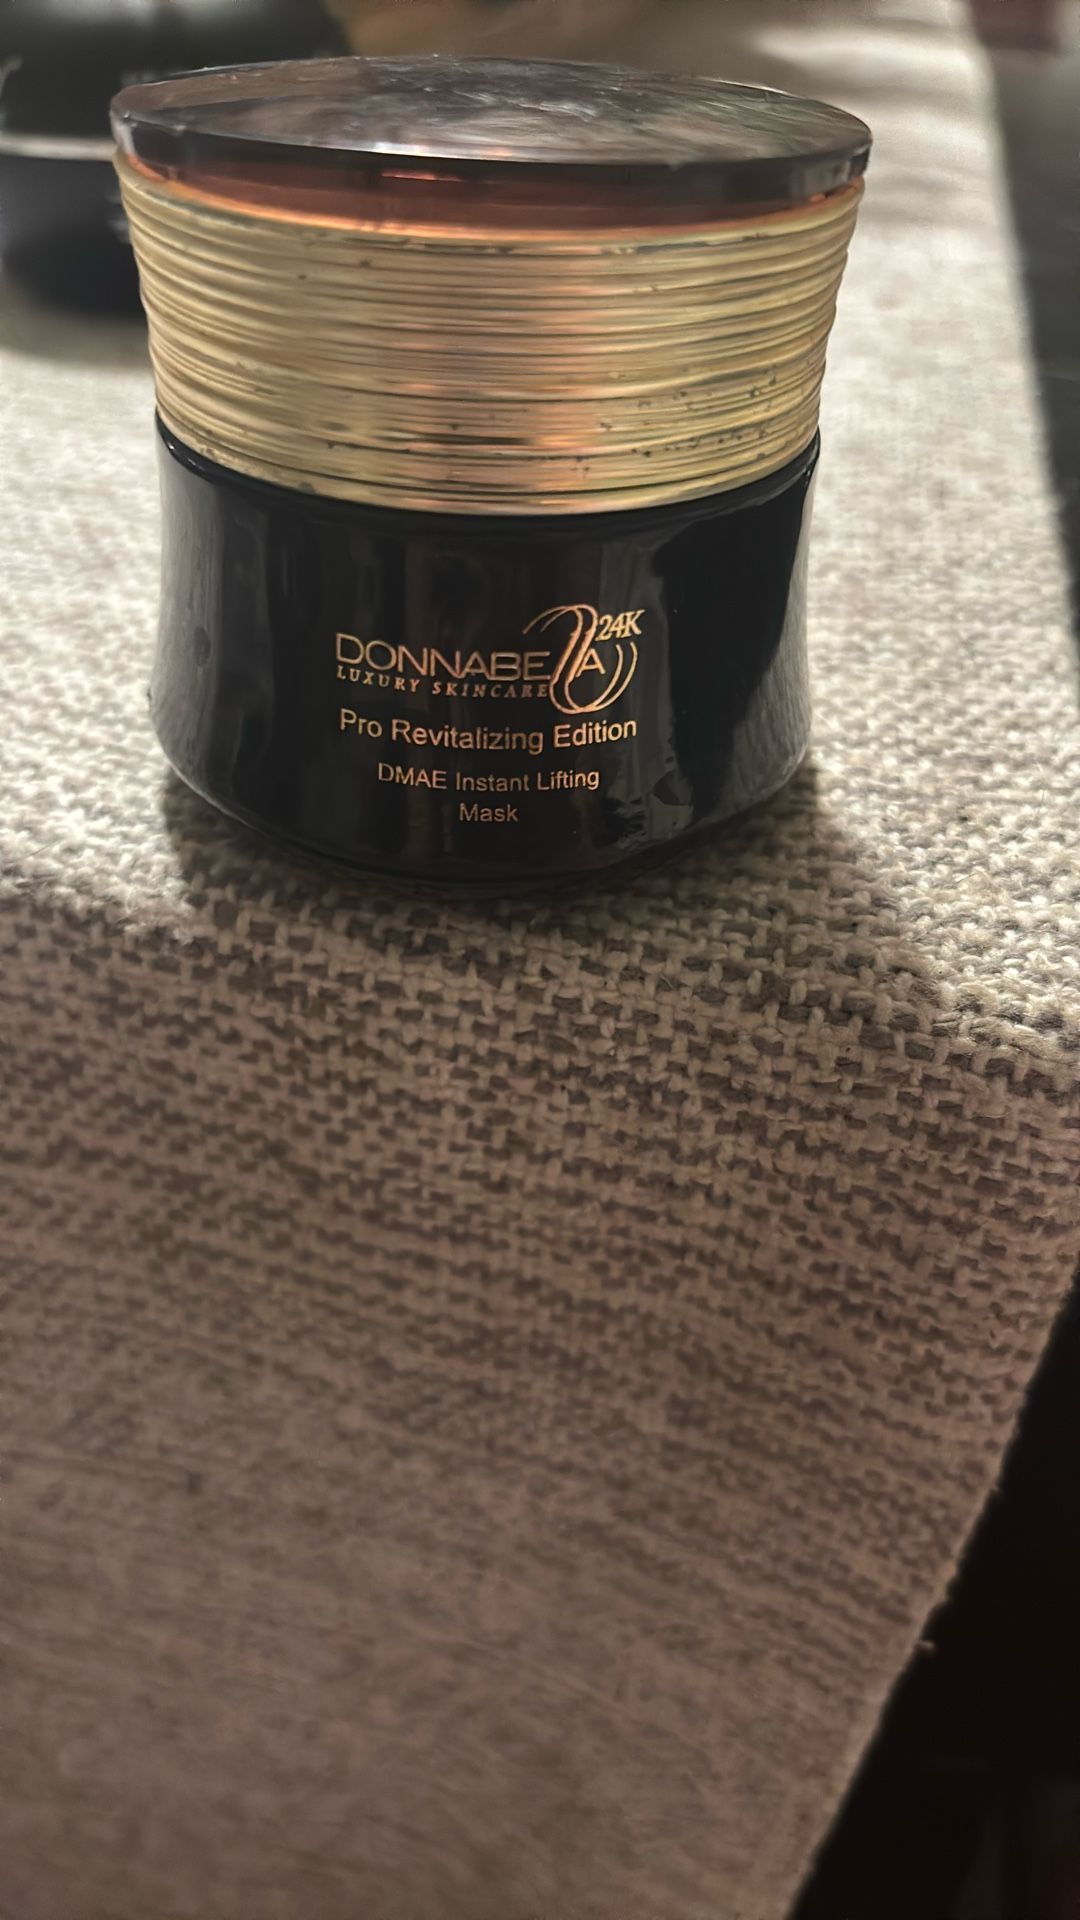 DONNABELLA 24K
LUXURY SKINCARE
Pro Revitalizing Edition
DMAE Instant Lifting
Mask